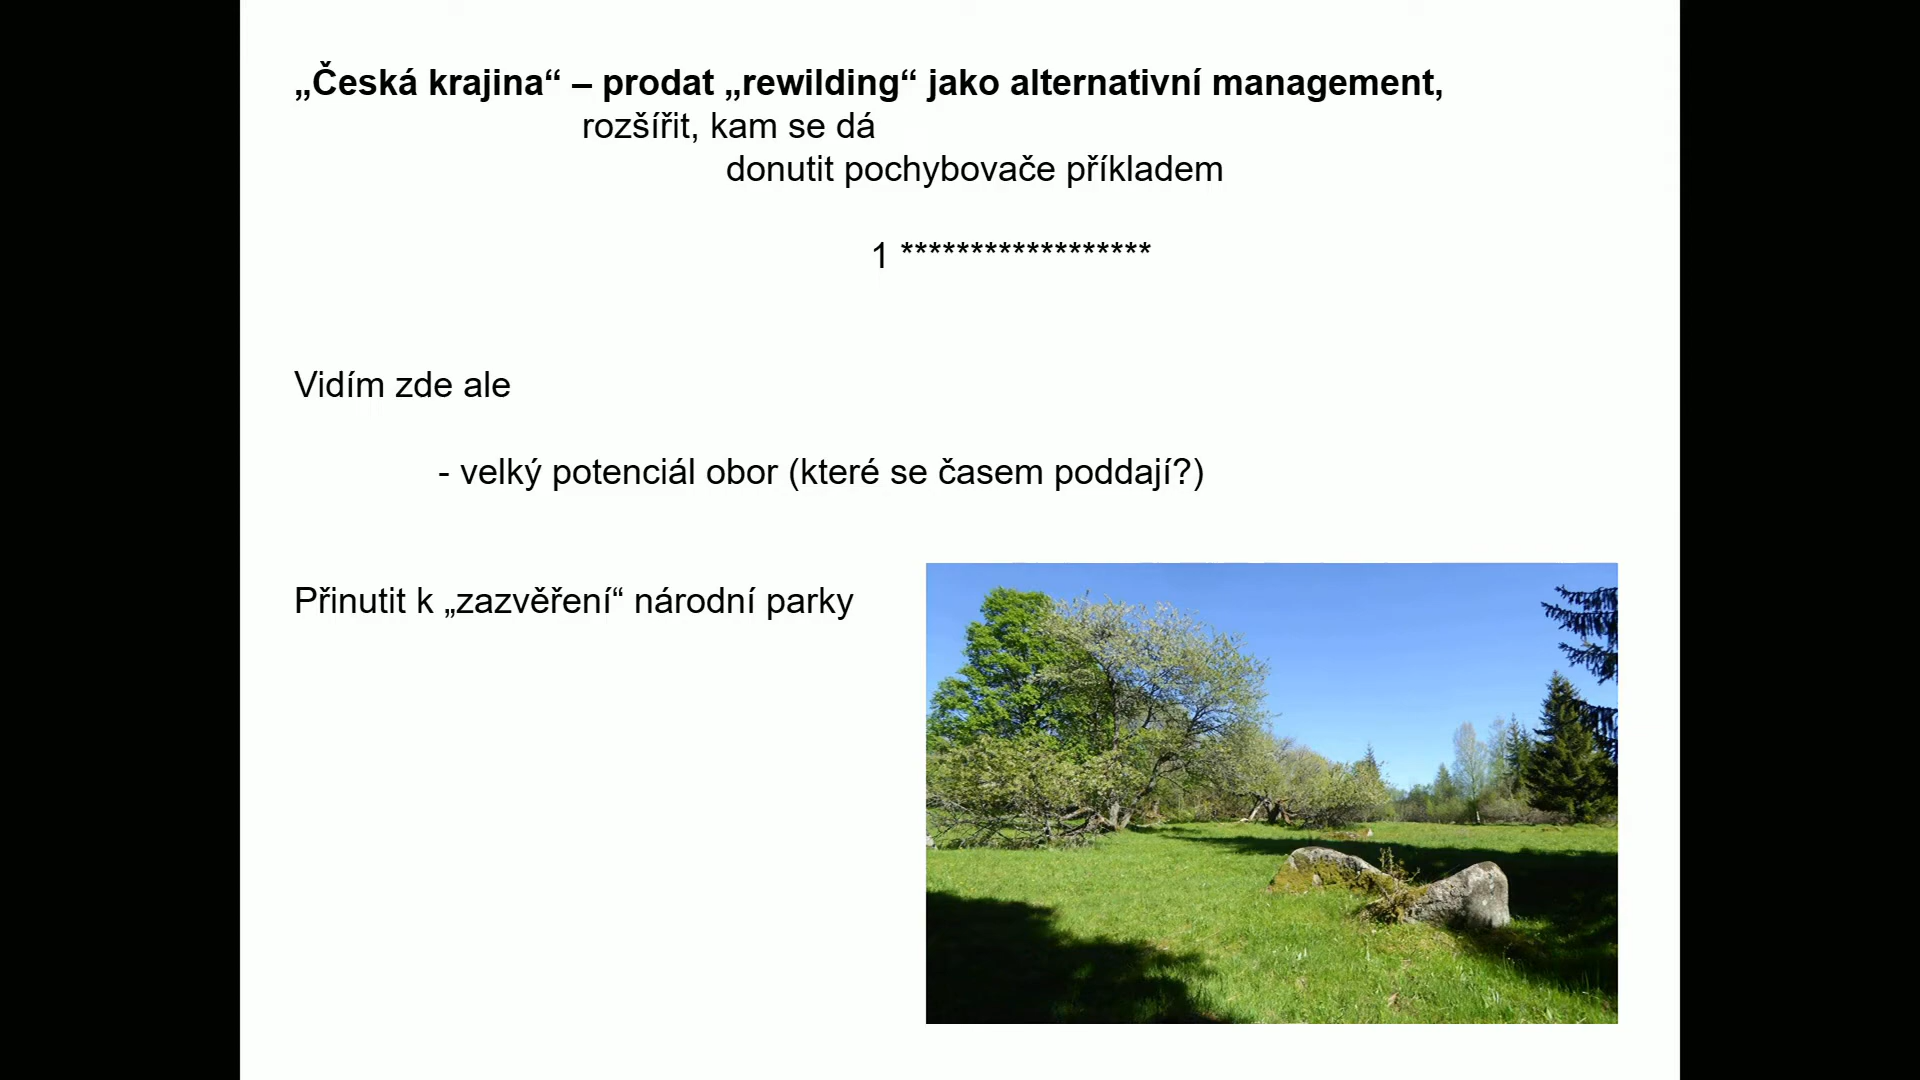 „Česká krajina“ – prodat „rewilding“ jako alternativní management,
rozšířit, kam se dá
donutit pochybovače příkladem
1 ******************
Vidím zde ale
- velký potenciál obor (které se časem poddají?)
Přinutit k „zazvěření“ národní parky